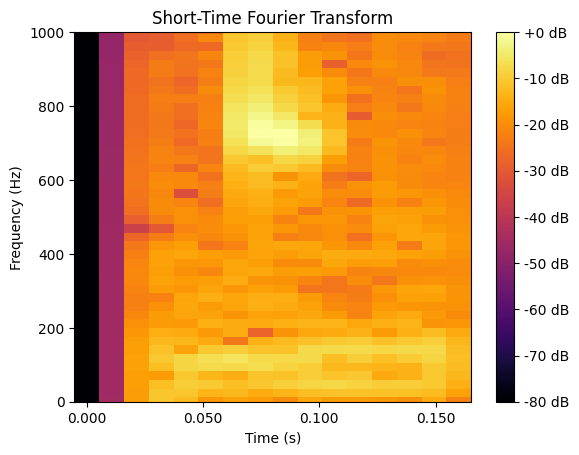 Short-Time Fourier Transform
Frequency (Hz)
1000
800
600
400
200
0
0.000
0.050
0.100
0.150
Time (s)
+0 dB
-10 dB
-20 dB
-30 dB
-40 dB
-50 dB
-60 dB
-70 dB
-80 dB